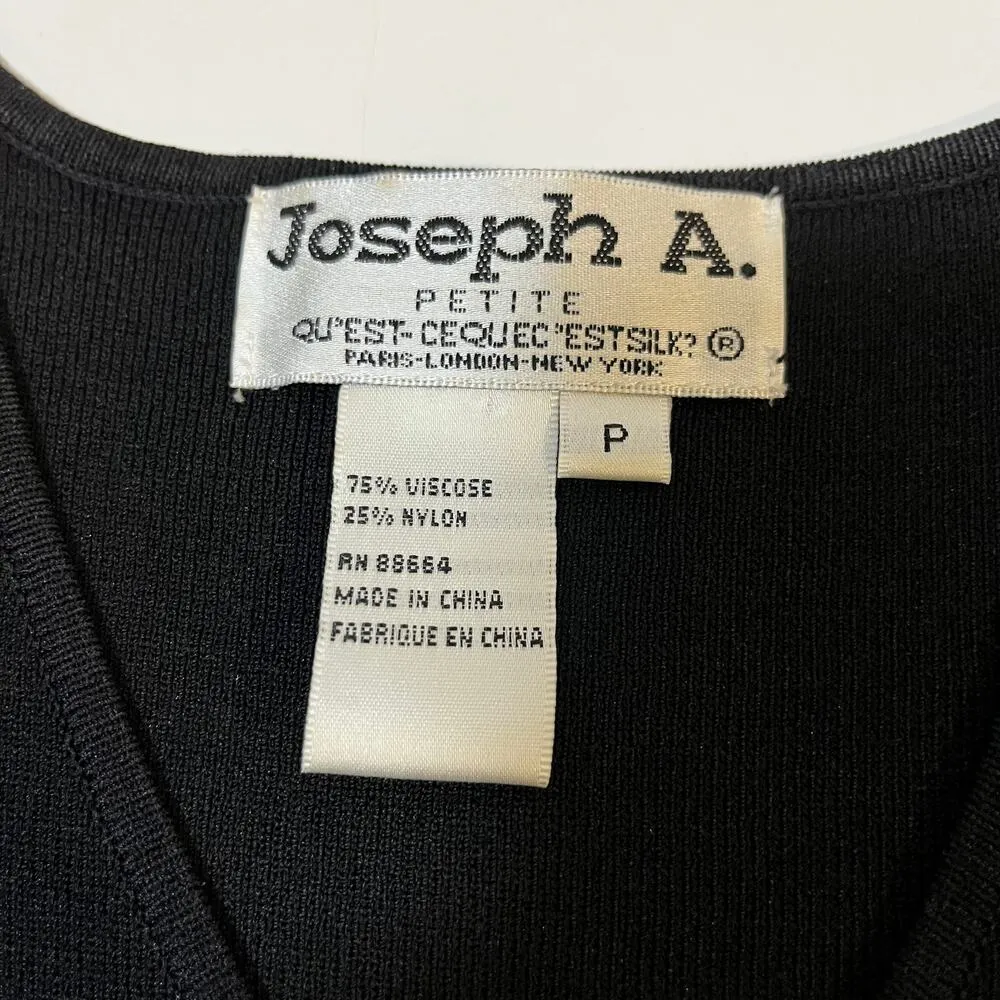 Joseph A.
PETITE
QU'EST-CEQUEC'ESTSILK? ®
PARIS-LONDON-NEW YORK
P
75% VISCOSE
25% NYLON
RN 88664
MADE IN CHINA
FABRIQUE EN CHINA